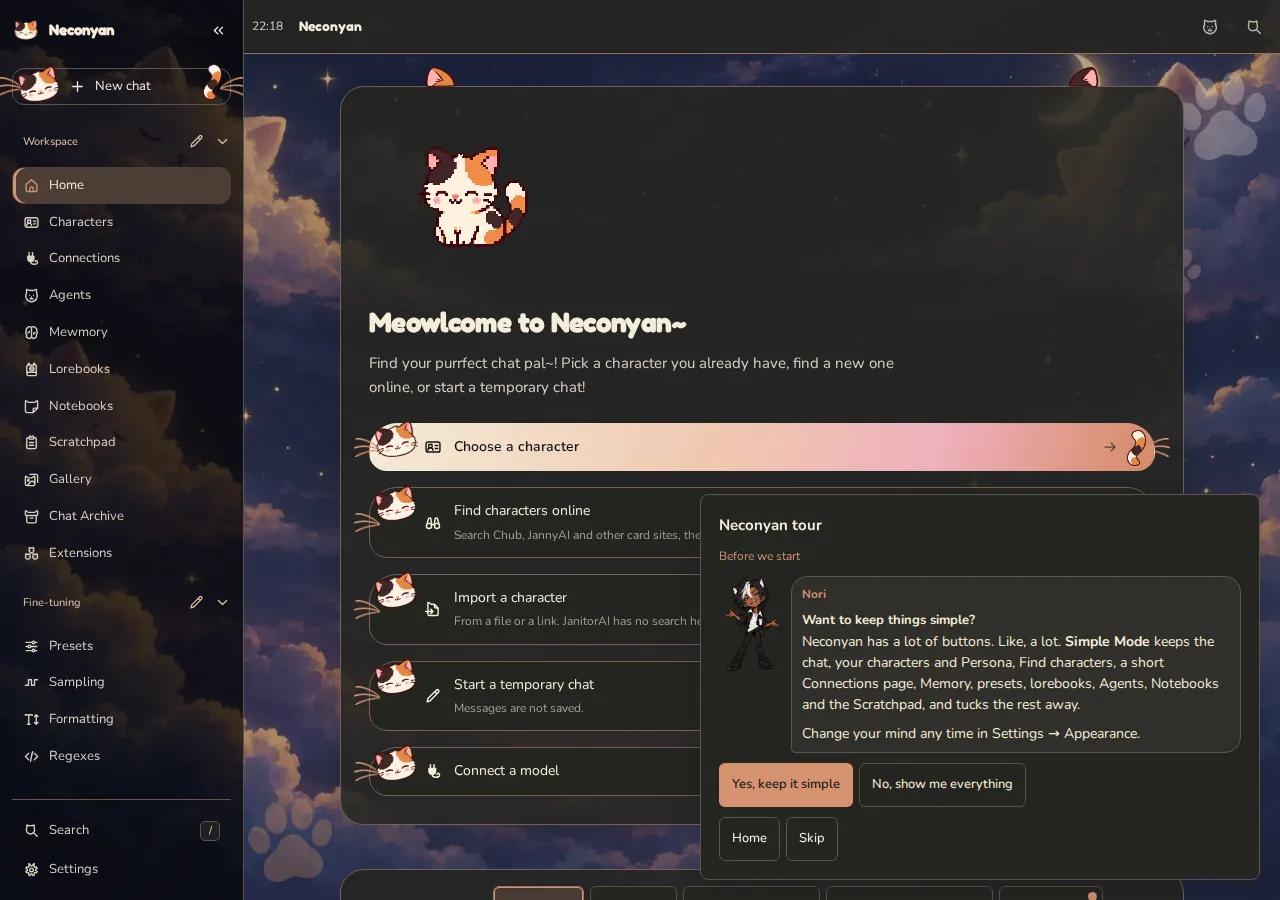 Neconyan
New chat
Workspace
Home
Characters
Connections
Agents
Mewmory
Lorebooks
Notebooks
Scratchpad
Gallery
Chat Archive
Extensions
Fine-tuning
Presets
Sampling
Formatting
Regexes
Search /
Settings
22:18 Neconyan
Meowlcome to Neconyan~
Find your purrfect chat pal~! Pick a character you already have, find a new one
online, or start a temporary chat!
Choose a character
Find characters online
Search Chub, JannyAI and other card sites,
Import a character
From a file or a link. JanitorAI has no search
Start a temporary chat
Messages are not saved.
Connect a model
Neconyan tour
Before we start
Nori
Want to keep things simple?
Neconyan has a lot of buttons. Like, a lot. Simple Mode keeps the
chat, your characters and Persona, Find characters, a short
Connections page, Memory, presets, lorebooks, Agents, Notebooks
and the Scratchpad, and tucks the rest away.
Change your mind any time in Settings → Appearance.
Yes, keep it simple
No, show me everything
Home
Skip